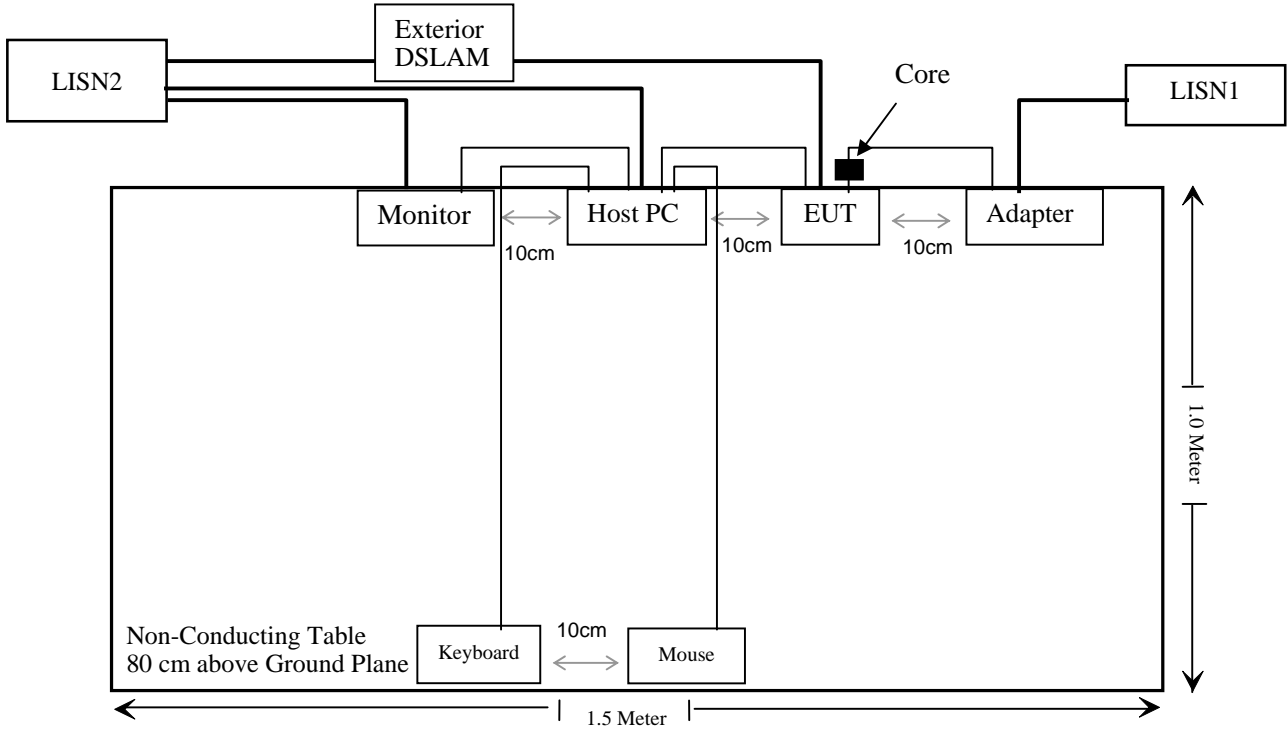 Exterior
DSLAM
LISN2
Core
LISN1
Monitor
Host PC
EUT
Adapter
10cm
10cm
10cm
1.0 Meter
Non-Conducting Table
80 cm above Ground Plane
Keyboard
10cm
Mouse
1.5 Meter